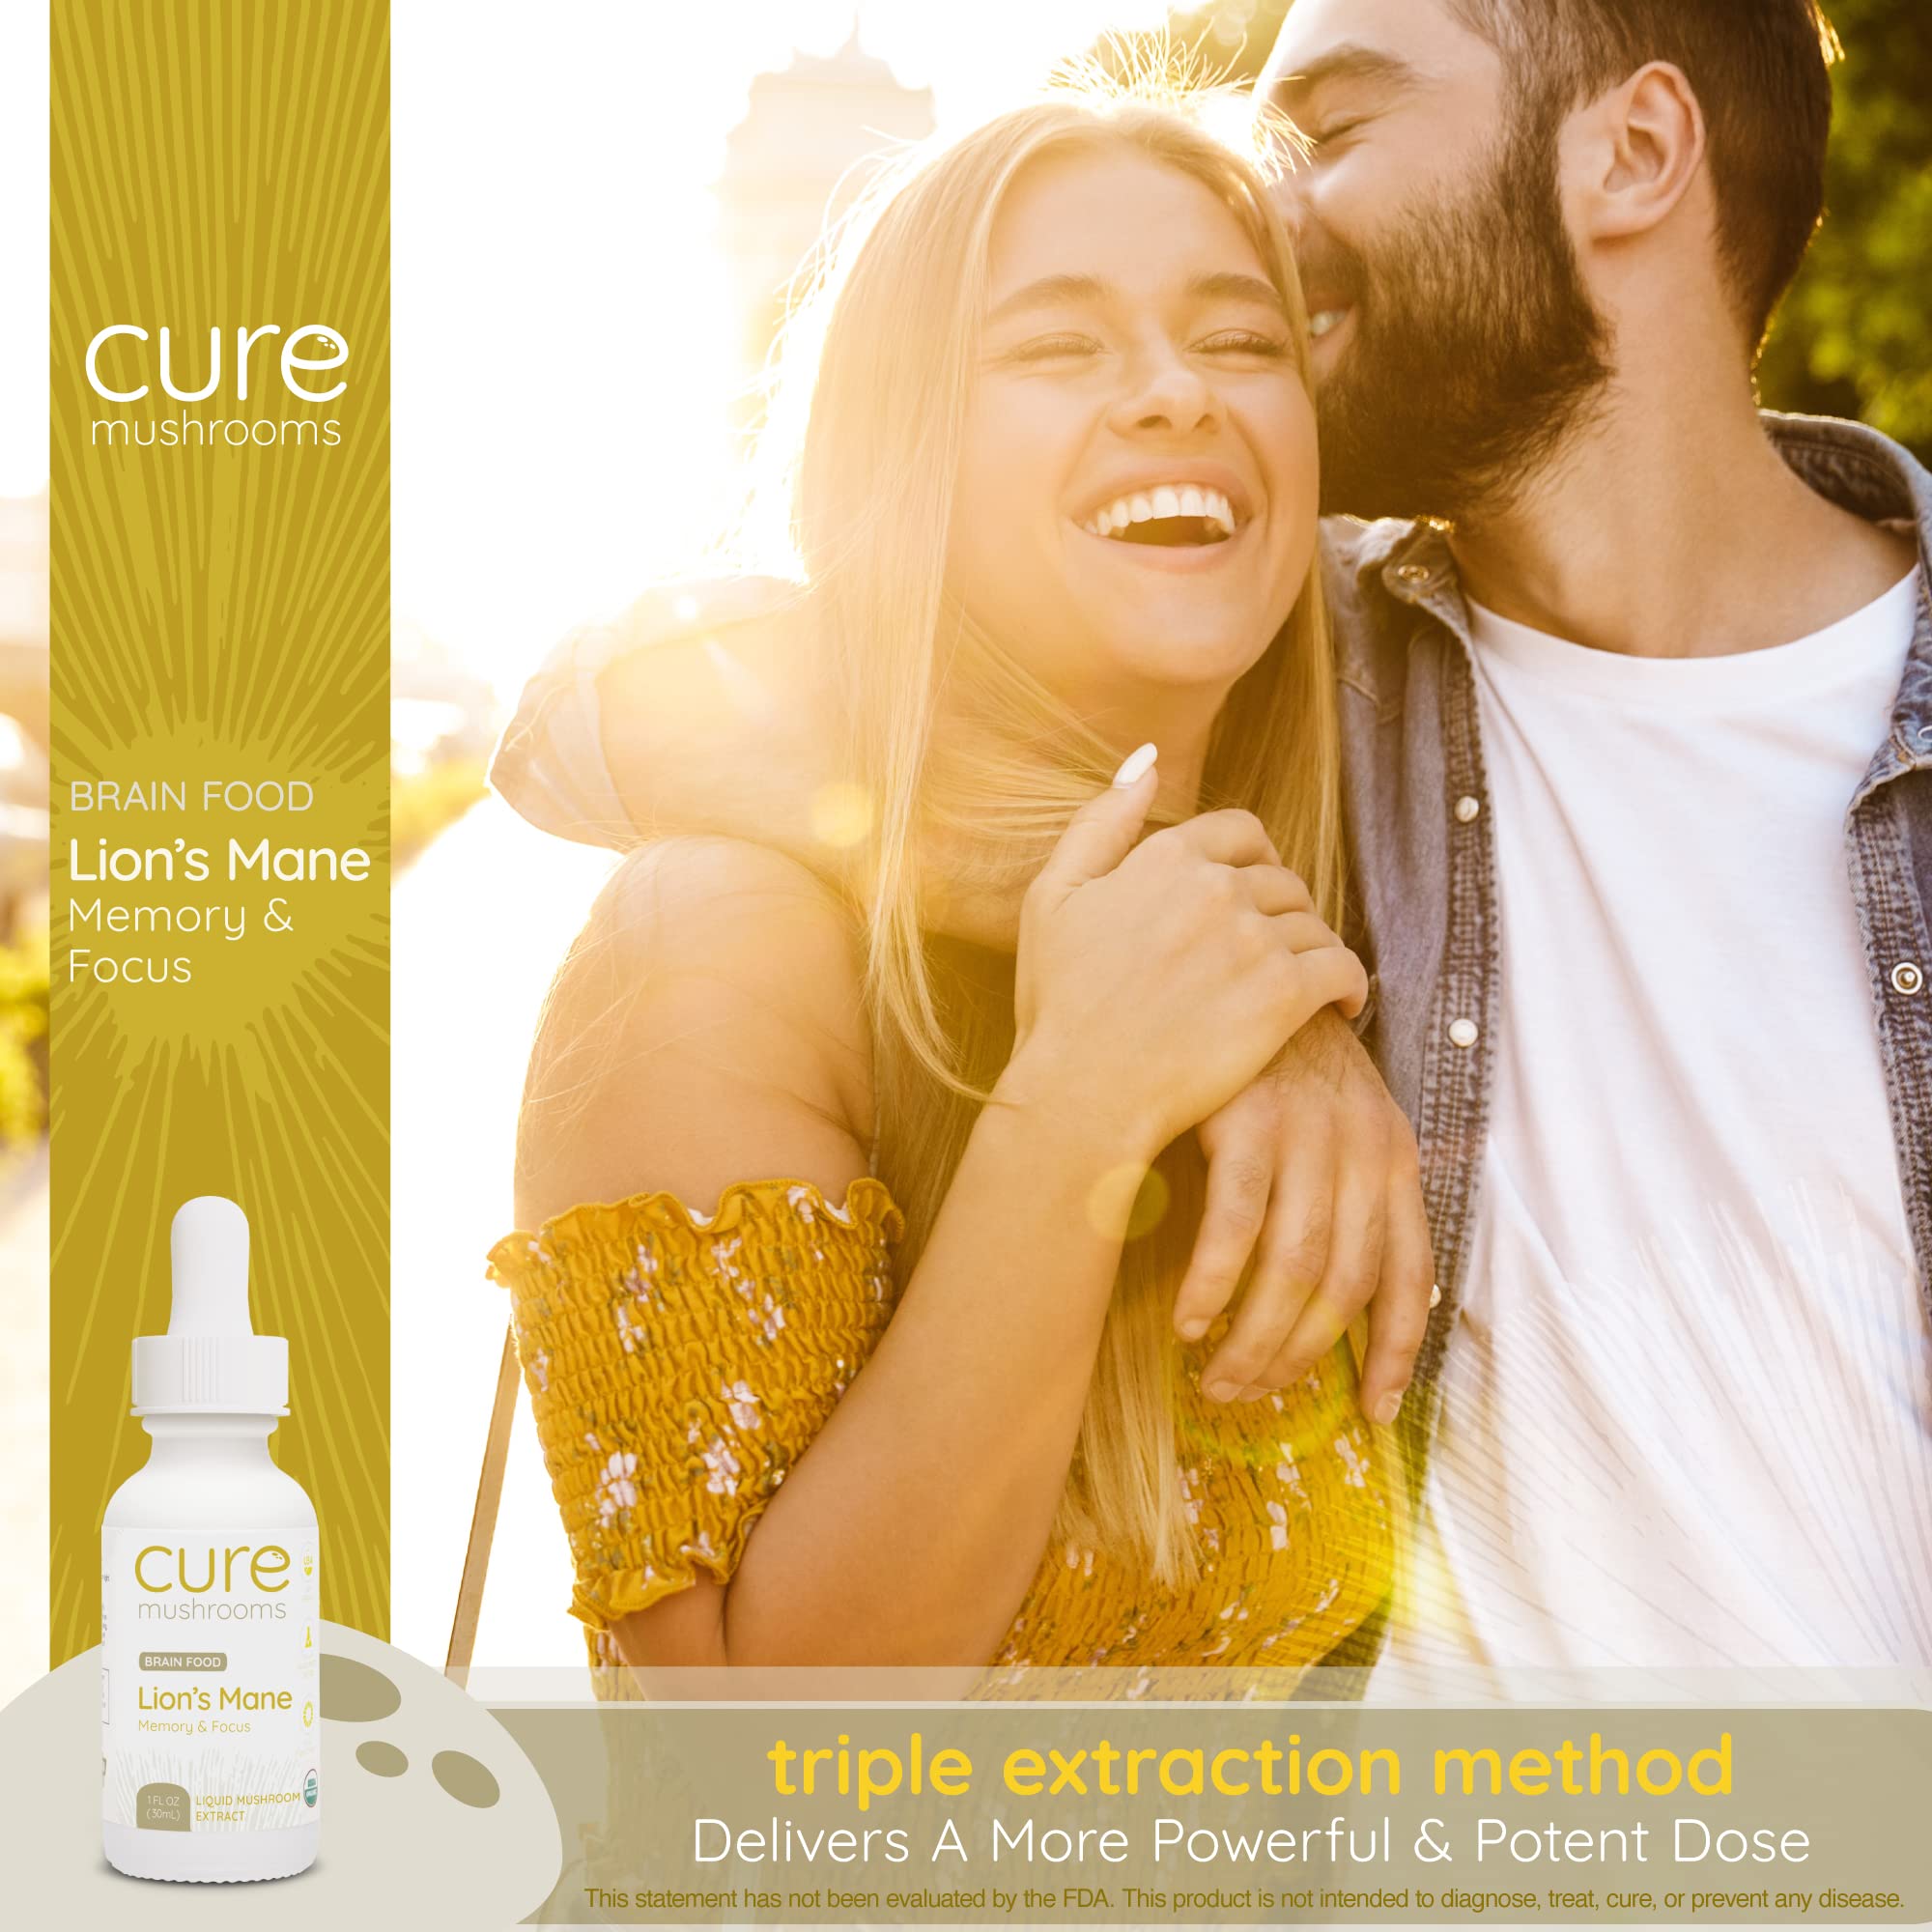 cure
mushrooms
BRAIN FOOD
Lion's Mane
Memory &
Focus
cure
mushrooms
BRAIN FOOD
Lion's Mane
Memory & Focus
1 FL OZ
(30mL)
LIQUID MUSHROOM
EXTRACT
triple extraction method
Delivers A More Powerful & Potent Dose
This statement has not been evaluated by the FDA. This product is not intended to diagnose, treat, cure, or prevent any disease.